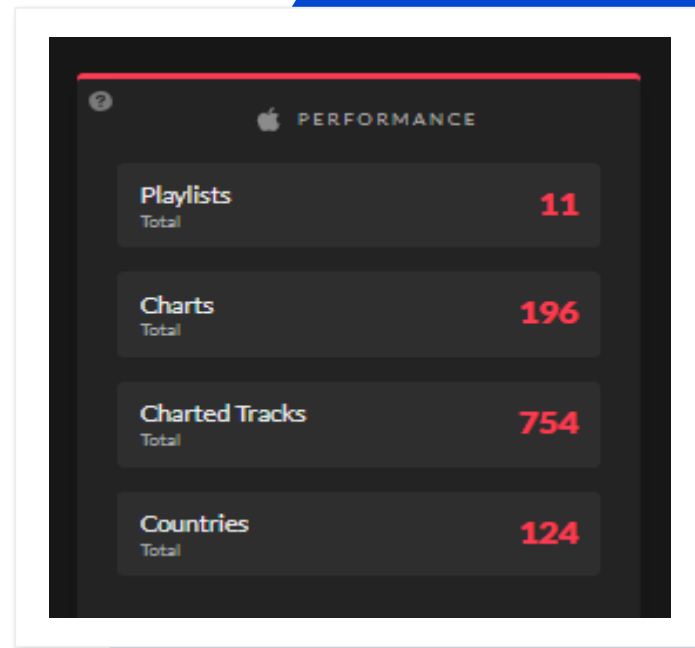 ?
PERFORMANCE
Playlists
Total
11
Charts
Total
196
Charted Tracks
Total
754
Countries
Total
124